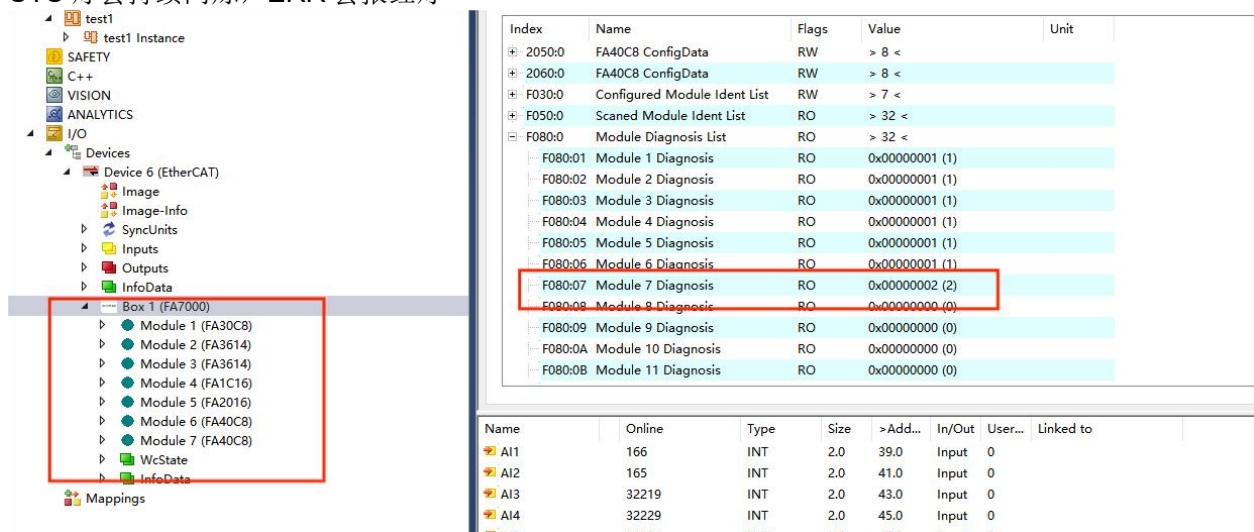 test1
test1 Instance
SAFETY
C++
VISION
ANALYTICS
I/O
Devices
Device 6 (EtherCAT)
Image
Image-Info
SyncUnits
Inputs
Outputs
InfoData
Box 1 (FA7000)
Module 1 (FA30C8)
Module 2 (FA3614)
Module 3 (FA3614)
Module 4 (FA1C16)
Module 5 (FA2016)
Module 6 (FA40C8)
Module 7 (FA40C8)
WcState
InfoData
Mappings
Index Name Flags Value Unit
2050:0 FA40C8 ConfigData RW > 8 <
2060:0 FA40C8 ConfigData RW > 8 <
F030:0 Configured Module Ident List RW > 7 <
F050:0 Scaned Module Ident List RO > 32 <
F080:0 Module Diagnosis List RO > 32 <
F080:01 Module 1 Diagnosis RO 0x00000001 (1)
F080:02 Module 2 Diagnosis RO 0x00000001 (1)
F080:03 Module 3 Diagnosis RO 0x00000001 (1)
F080:04 Module 4 Diagnosis RO 0x00000001 (1)
F080:05 Module 5 Diagnosis RO 0x00000001 (1)
F080:06 Module 6 Diagnosis RO 0x00000001 (1)
F080:07 Module 7 Diagnosis RO 0x00000002 (2)
F080:08 Module 8 Diagnosis RO 0x00000000 (0)
F080:09 Module 9 Diagnosis RO 0x00000000 (0)
F080:0A Module 10 Diagnosis RO 0x00000000 (0)
F080:0B Module 11 Diagnosis RO 0x00000000 (0)
Name Online Type Size >Add... In/Out User... Linked to
AI1 166 INT 2.0 39.0 Input 0
AI2 165 INT 2.0 41.0 Input 0
AI3 32219 INT 2.0 43.0 Input 0
AI4 32229 INT 2.0 45.0 Input 0